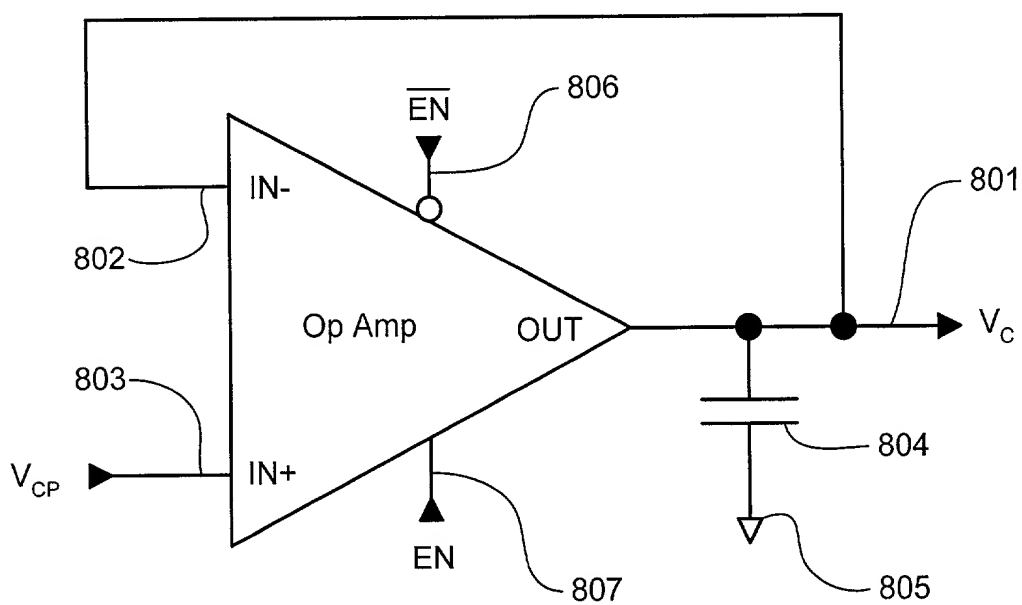 EN
806
801
IN-
802
Op Amp
OUT
V_C
803
804
V_CP
IN+
EN
807
805